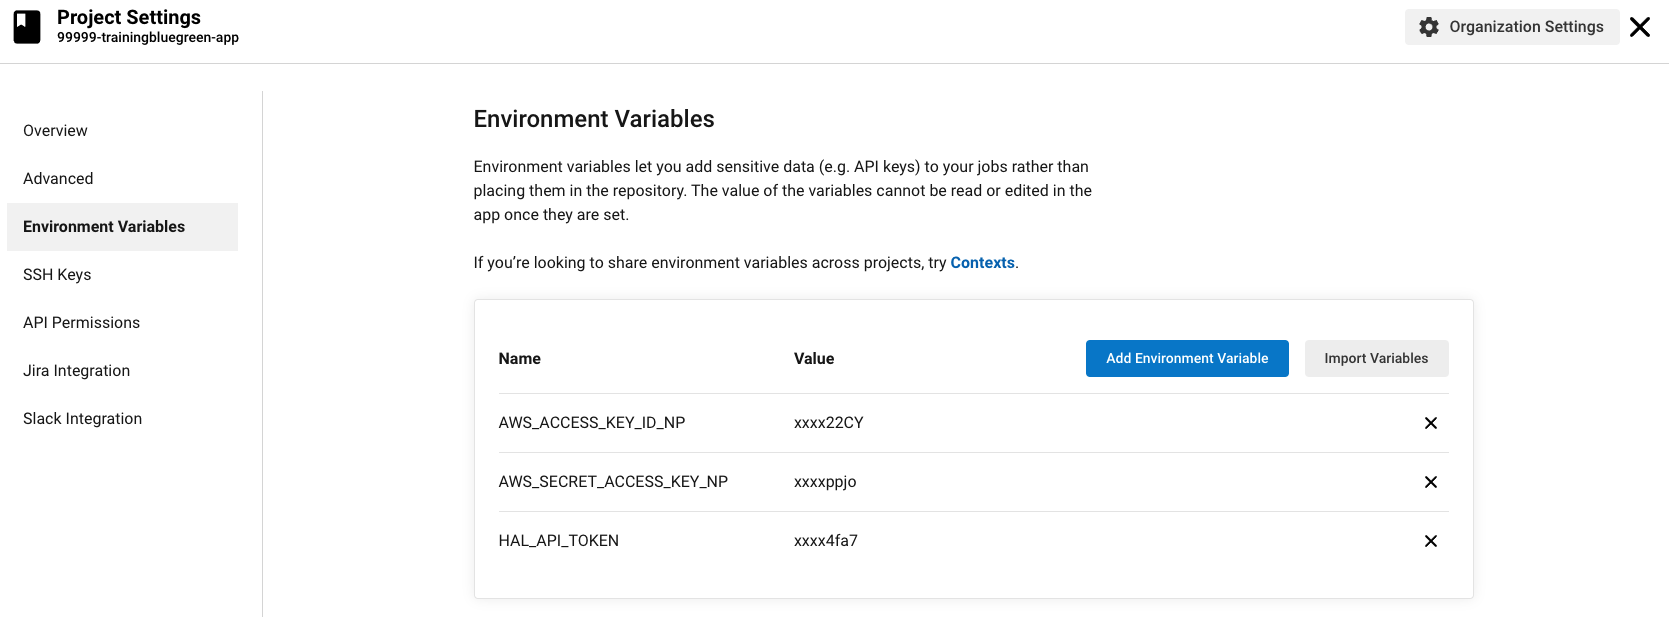 Project Settings
99999-trainingbluegreen-app
Organization Settings
Overview
Advanced
Environment Variables
SSH Keys
API Permissions
Jira Integration
Slack Integration
Environment Variables
Environment variables let you add sensitive data (e.g. API keys) to your jobs rather than
placing them in the repository. The value of the variables cannot be read or edited in the
app once they are set.
If you’re looking to share environment variables across projects, try Contexts.
Name Value Add Environment Variable Import Variables
AWS_ACCESS_KEY_ID_NP xxxx22CY
AWS_SECRET_ACCESS_KEY_NP xxxxppjo
HAL_API_TOKEN xxxx4fa7